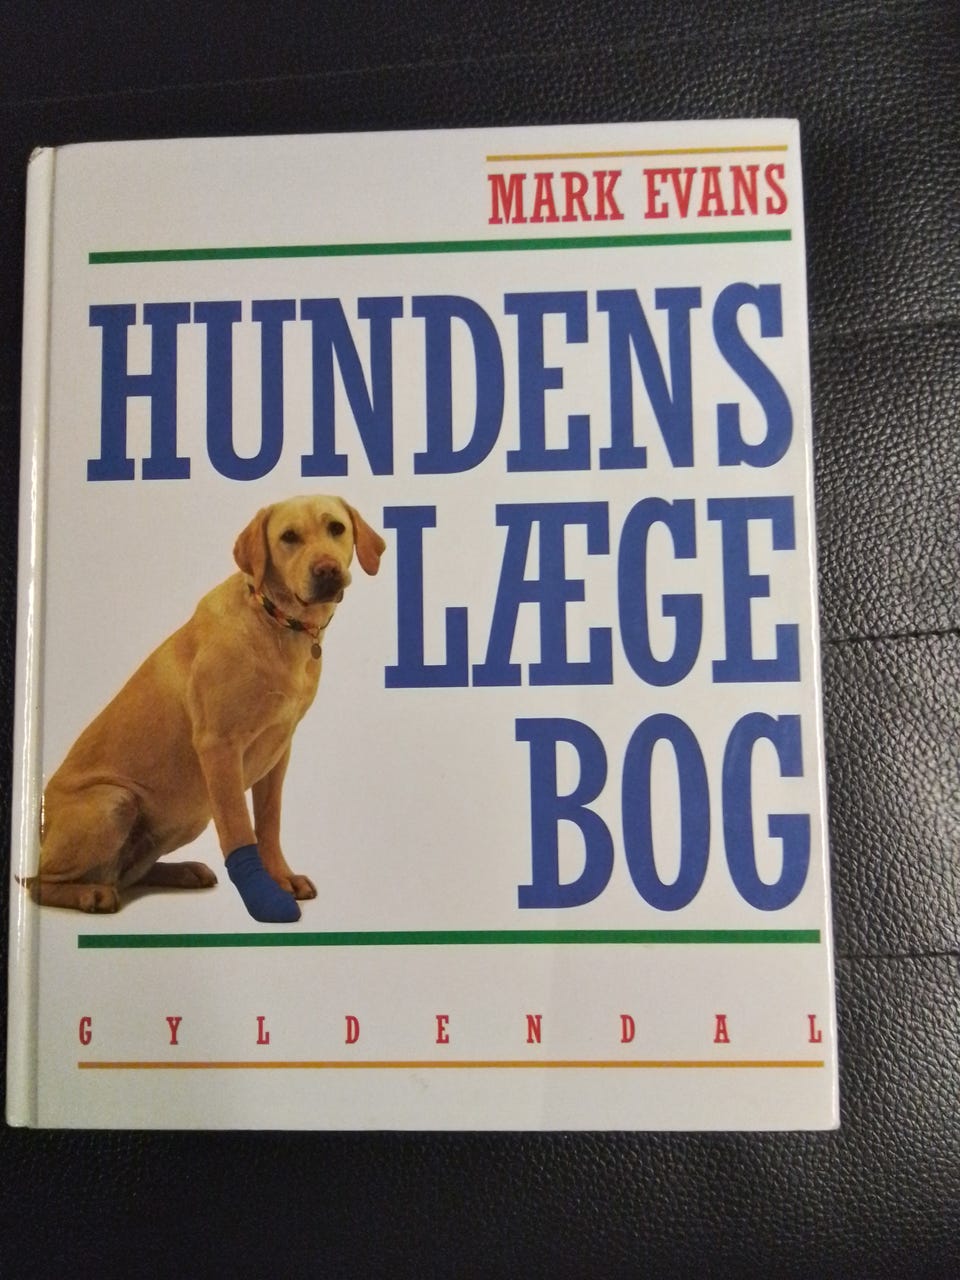 MARK EVANS
HUNDENS
LÆGE
BOG
GYLDENDAL